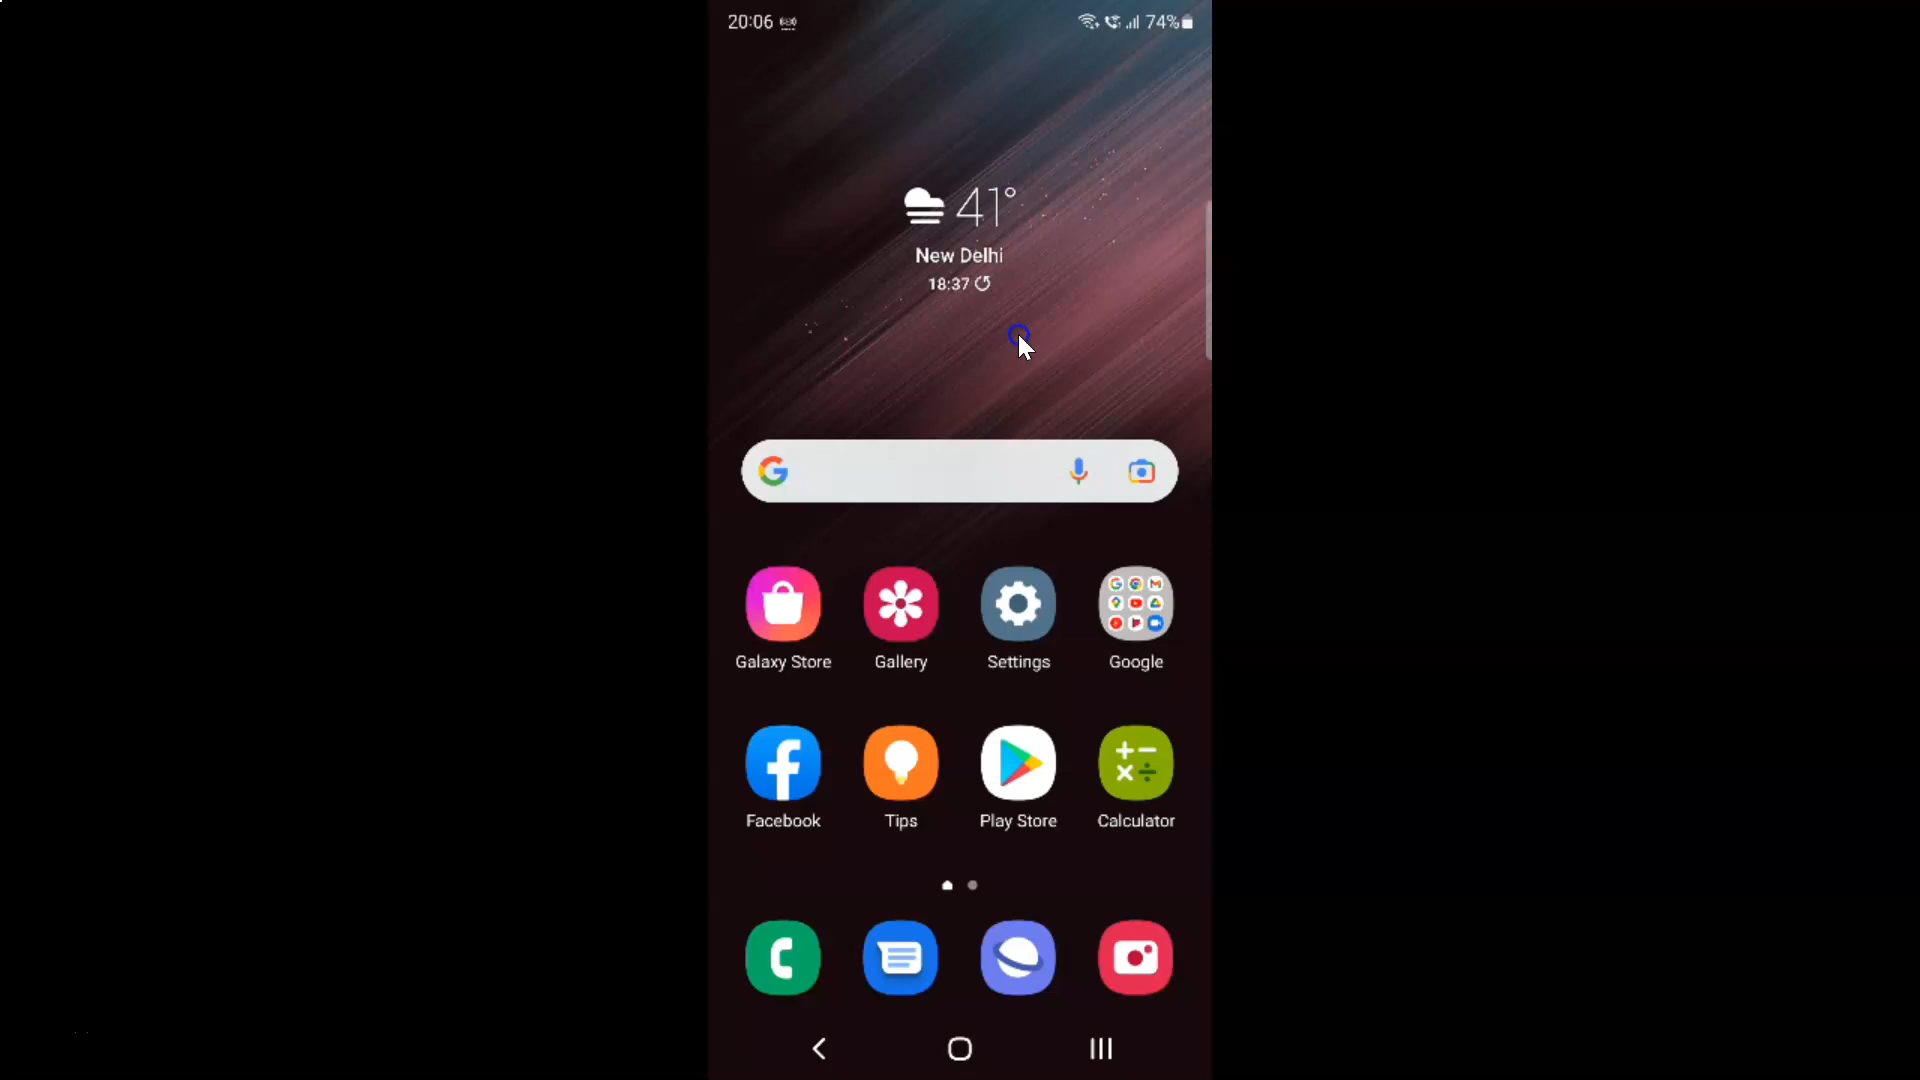 20:06
74%
41°
New Delhi
18:37
Galaxy Store
Gallery
Settings
Google
Facebook
Tips
Play Store
Calculator